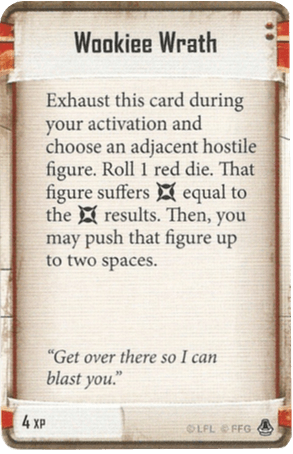 Wookiee Wrath
Exhaust this card during
your activation and
choose an adjacent hostile
figure. Roll 1 red die. That
figure suffers equal to
the results. Then, you
may push that figure up
to two spaces.
“Get over there so I can
blast you.”
4 XP
© LFL © FFG